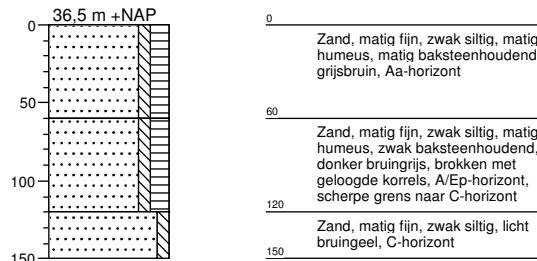 36,5 m +NAP
0
50
100
150
0
Zand, matig fijn, zwak siltig, matig
humeus, matig baksteenhoudend
grijsbruin, Aa-horizont
60
Zand, matig fijn, zwak siltig, matig
humeus, zwak baksteenhoudend,
donker bruingrijs, brokken met
geloogde korrels, A/Ep-horizont,
scherpe grens naar C-horizont
120
Zand, matig fijn, zwak siltig, licht
bruingeel, C-horizont
150